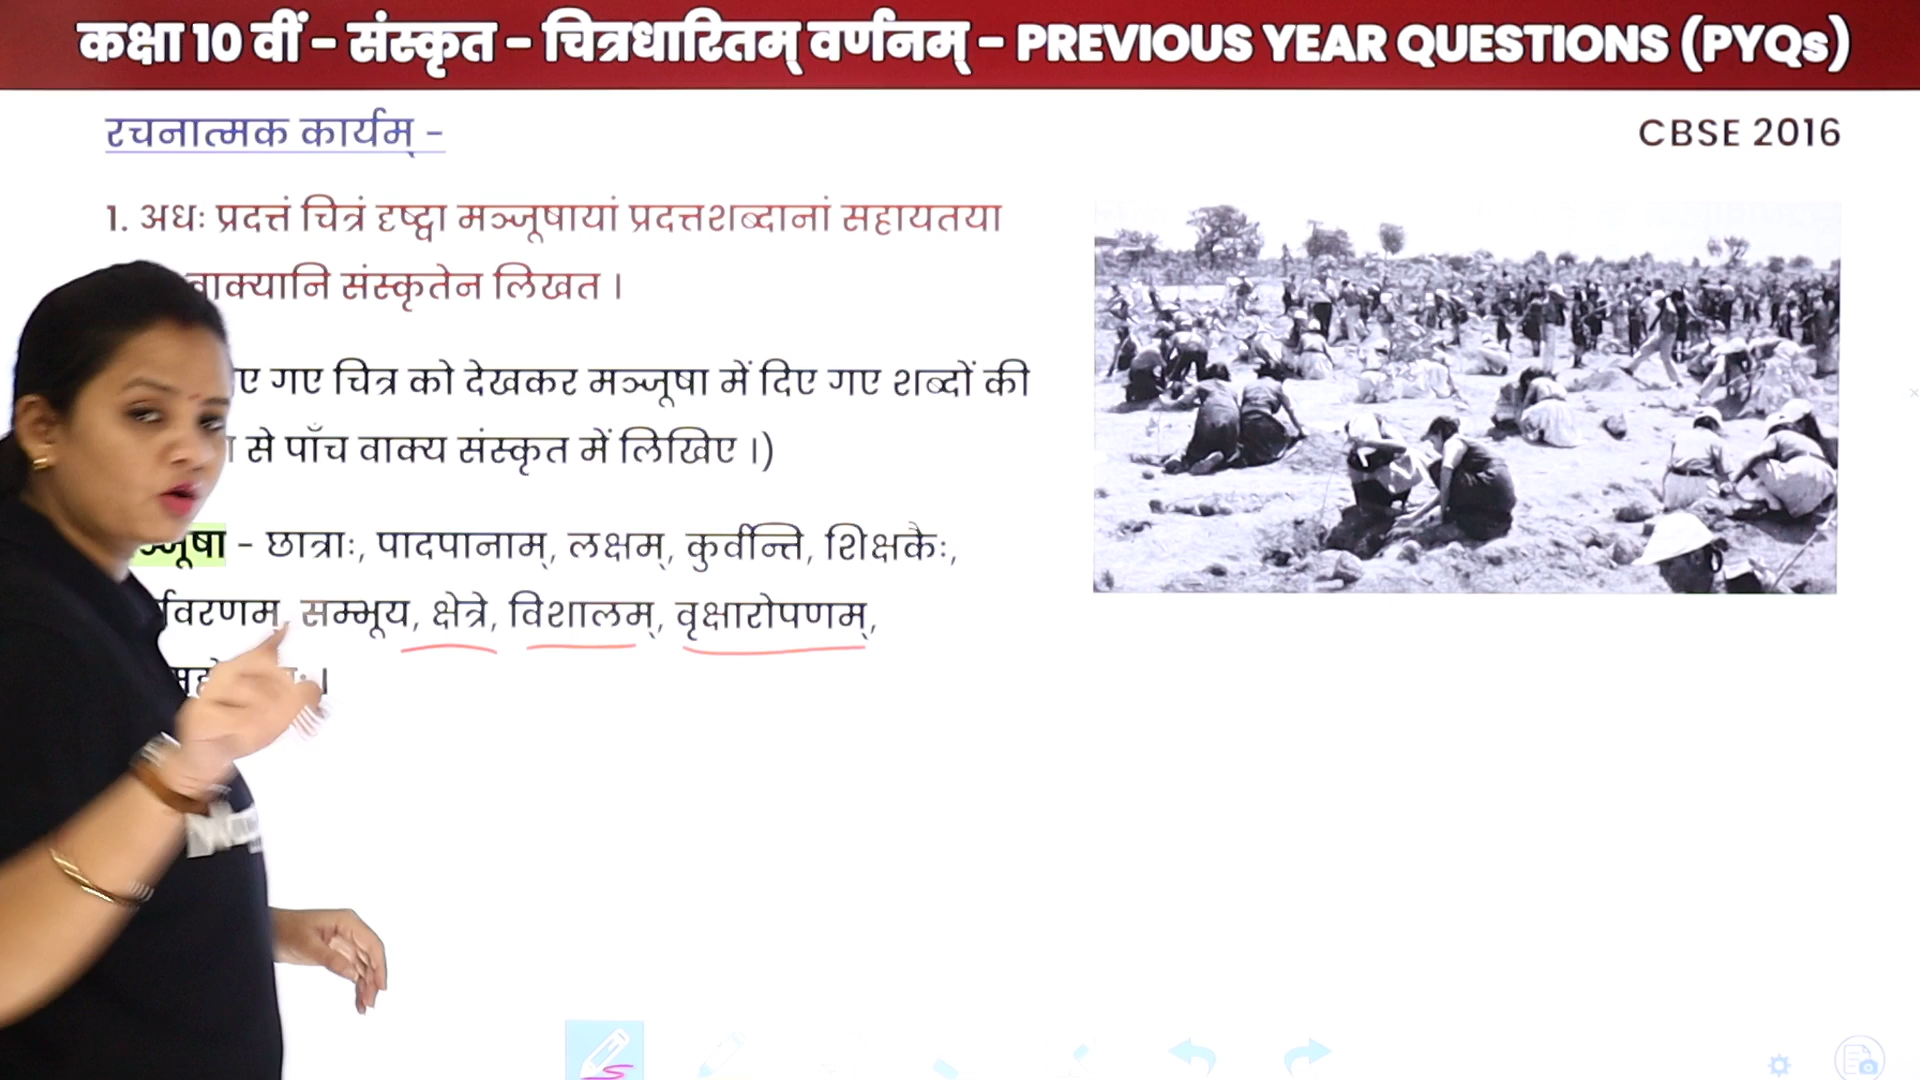 कक्षा 10 वीं - संस्कृत - चित्रधारितम् वर्णनम् - PREVIOUS YEAR QUESTIONS (PYQs)
रचनात्मक कार्यम् -
CBSE 2016
1. अधः प्रदत्तं चित्रं दृष्ट्वा मञ्जूषायां प्रदत्तशब्दानां सहायतया
वाक्यानि संस्कृतेन लिखत ।
गए चित्र को देखकर मञ्जूषा में दिए गए शब्दों की
से पाँच वाक्य संस्कृत में लिखिए ।)
- छात्राः, पादपानाम्, लक्षम्, कुर्वन्ति, शिक्षकैः,
सम्भूय, क्षेत्रे, विशालम्, वृक्षारोपणम्,